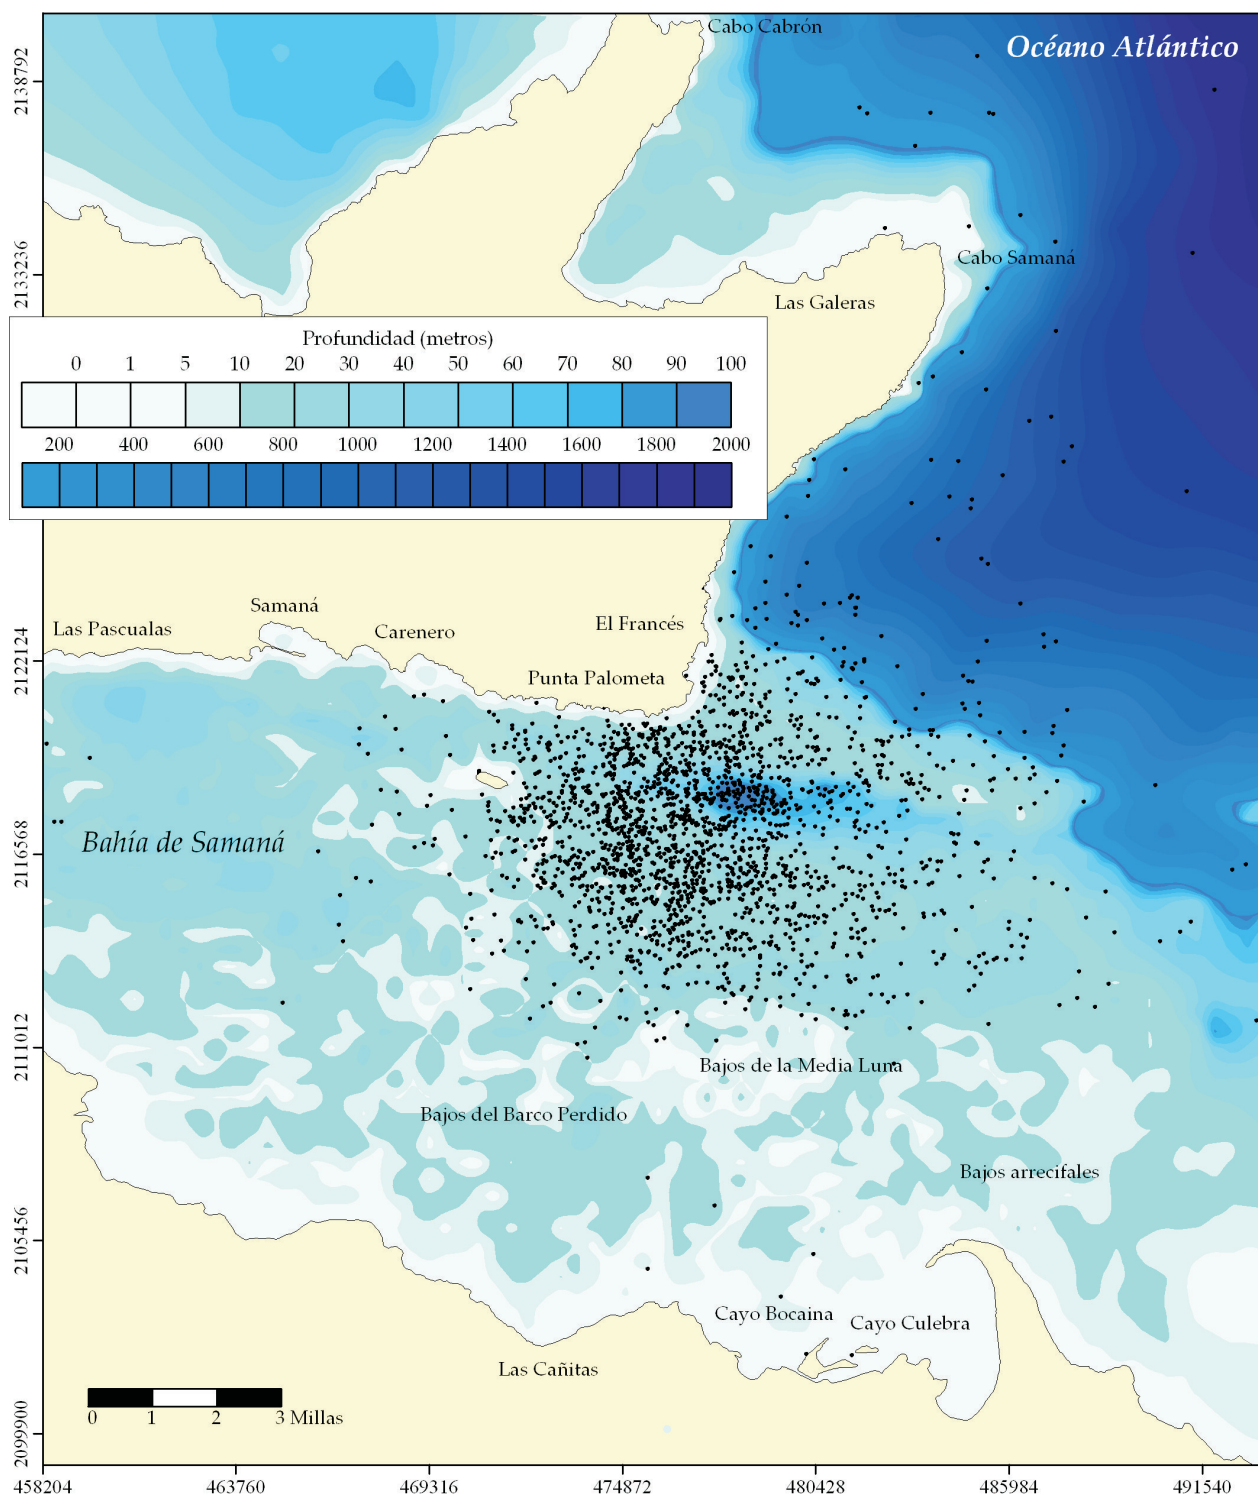 Cabo Cabrón
Océano Atlántico
2138792
Cabo Samaná
2133236
Las Galeras
Profundidad (metros)
0 1 5 10 20 30 40 50 60 70 80 90 100
200 400 600 800 1000 1200 1400 1600 1800 2000
Samaná
Las Pascualas
Carenero
El Francés
2122124
Punta Palometa
Bahía de Samaná
2116568
2111012
Bajos de la Media Luna
Bajos del Barco Perdido
Bajos arrecifales
2105456
Cayo Bocaina
Cayo Culebra
Las Cañitas
0 1 2 3 Millas
2099900
458204 463760 469316 474872 480428 485984 491540